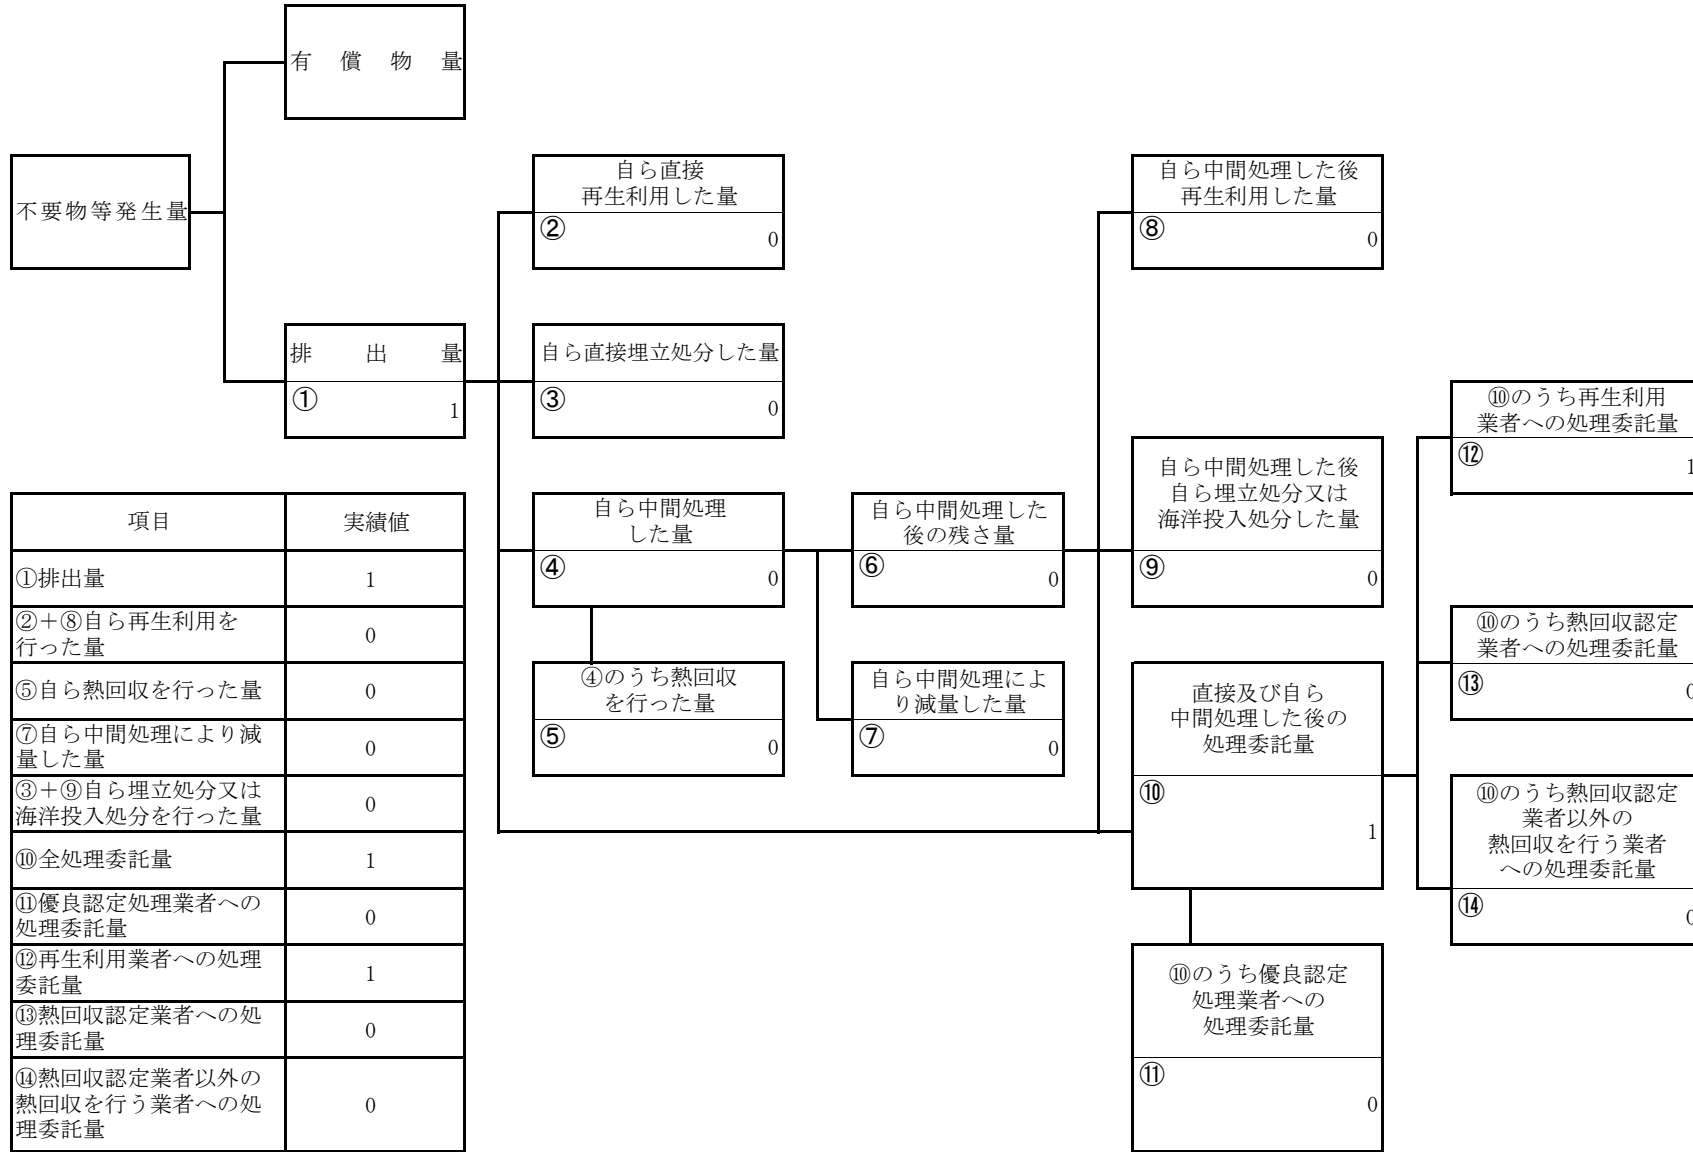 有償物量
不要物等発生量
自ら直接
再生利用した量
②
0
自ら中間処理した後
再生利用した量
⑧
0
排出量
①
1
自ら直接埋立処分した量
③
0
⑩のうち再生利用
業者への処理委託量
⑫
1
自ら中間処理
した量
④
0
自ら中間処理した
後の残さ量
⑥
0
自ら中間処理した後
自ら埋立処分又は
海洋投入処分した量
⑨
0
⑩のうち熱回収認定
業者への処理委託量
⑬
0
④のうち熱回収
を行った量
⑤
0
自ら中間処理によ
り減量した量
⑦
0
直接及び自ら
中間処理した後の
処理委託量
⑩
1
⑩のうち熱回収認定
業者以外の
熱回収を行う業者
への処理委託量
⑭
0
⑩のうち優良認定
処理業者への
処理委託量
⑪
0
項目 実績値
①排出量 1
②＋⑧自ら再生利用を
行った量 0
⑤自ら熱回収を行った量 0
⑦自ら中間処理により減
量した量 0
③＋⑨自ら埋立処分又は
海洋投入処分を行った量 0
⑩全処理委託量 1
⑪優良認定処理業者への
処理委託量 0
⑫再生利用業者への処理
委託量 1
⑬熱回収認定業者への処
理委託量 0
⑭熱回収認定業者以外の
熱回収を行う業者への処
理委託量 0